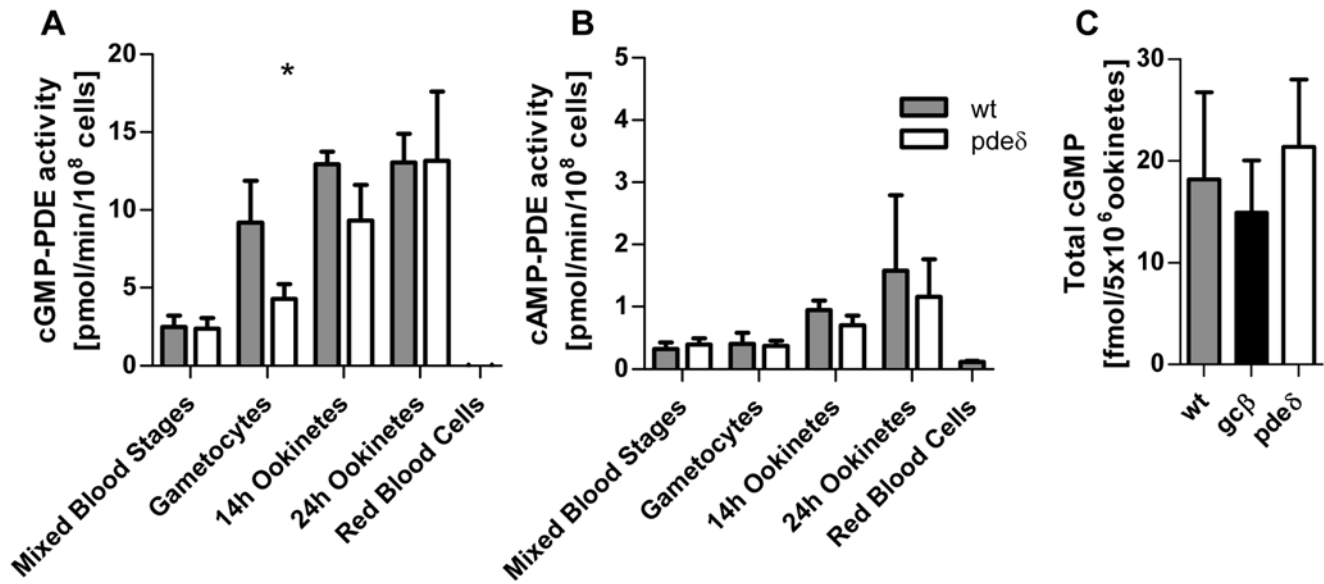 A
cGMP-PDE activity
[pmol/min/10⁸ cells]
20
15
10
5
0
*
Mixed Blood Stages
Gametocytes
14h Ookinetes
24h Ookinetes
Red Blood Cells
B
cAMP-PDE activity
[pmol/min/10⁸ cells]
5
4
3
2
1
0
wt
pdeδ
Mixed Blood Stages
Gametocytes
14h Ookinetes
24h Ookinetes
Red Blood Cells
C
Total cGMP
[fmol/5x10⁶ookinetes]
30
20
10
0
wt
gcβ
pdeδ